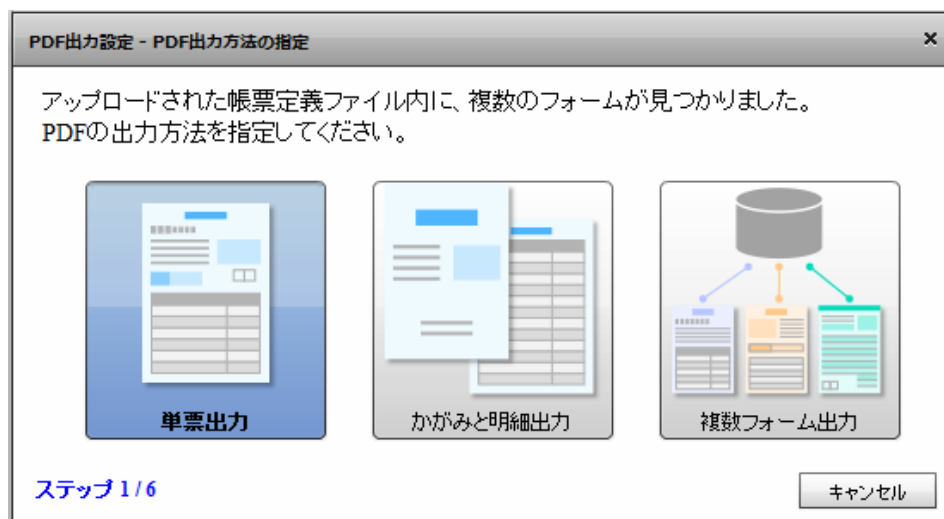 PDF出力設定 - PDF出力方法の指定
×
アップロードされた帳票定義ファイル内に、複数のフォームが見つかりました。
PDFの出力方法を指定してください。
単票出力
かがみと明細出力
複数フォーム出力
ステップ 1 / 6
キャンセル